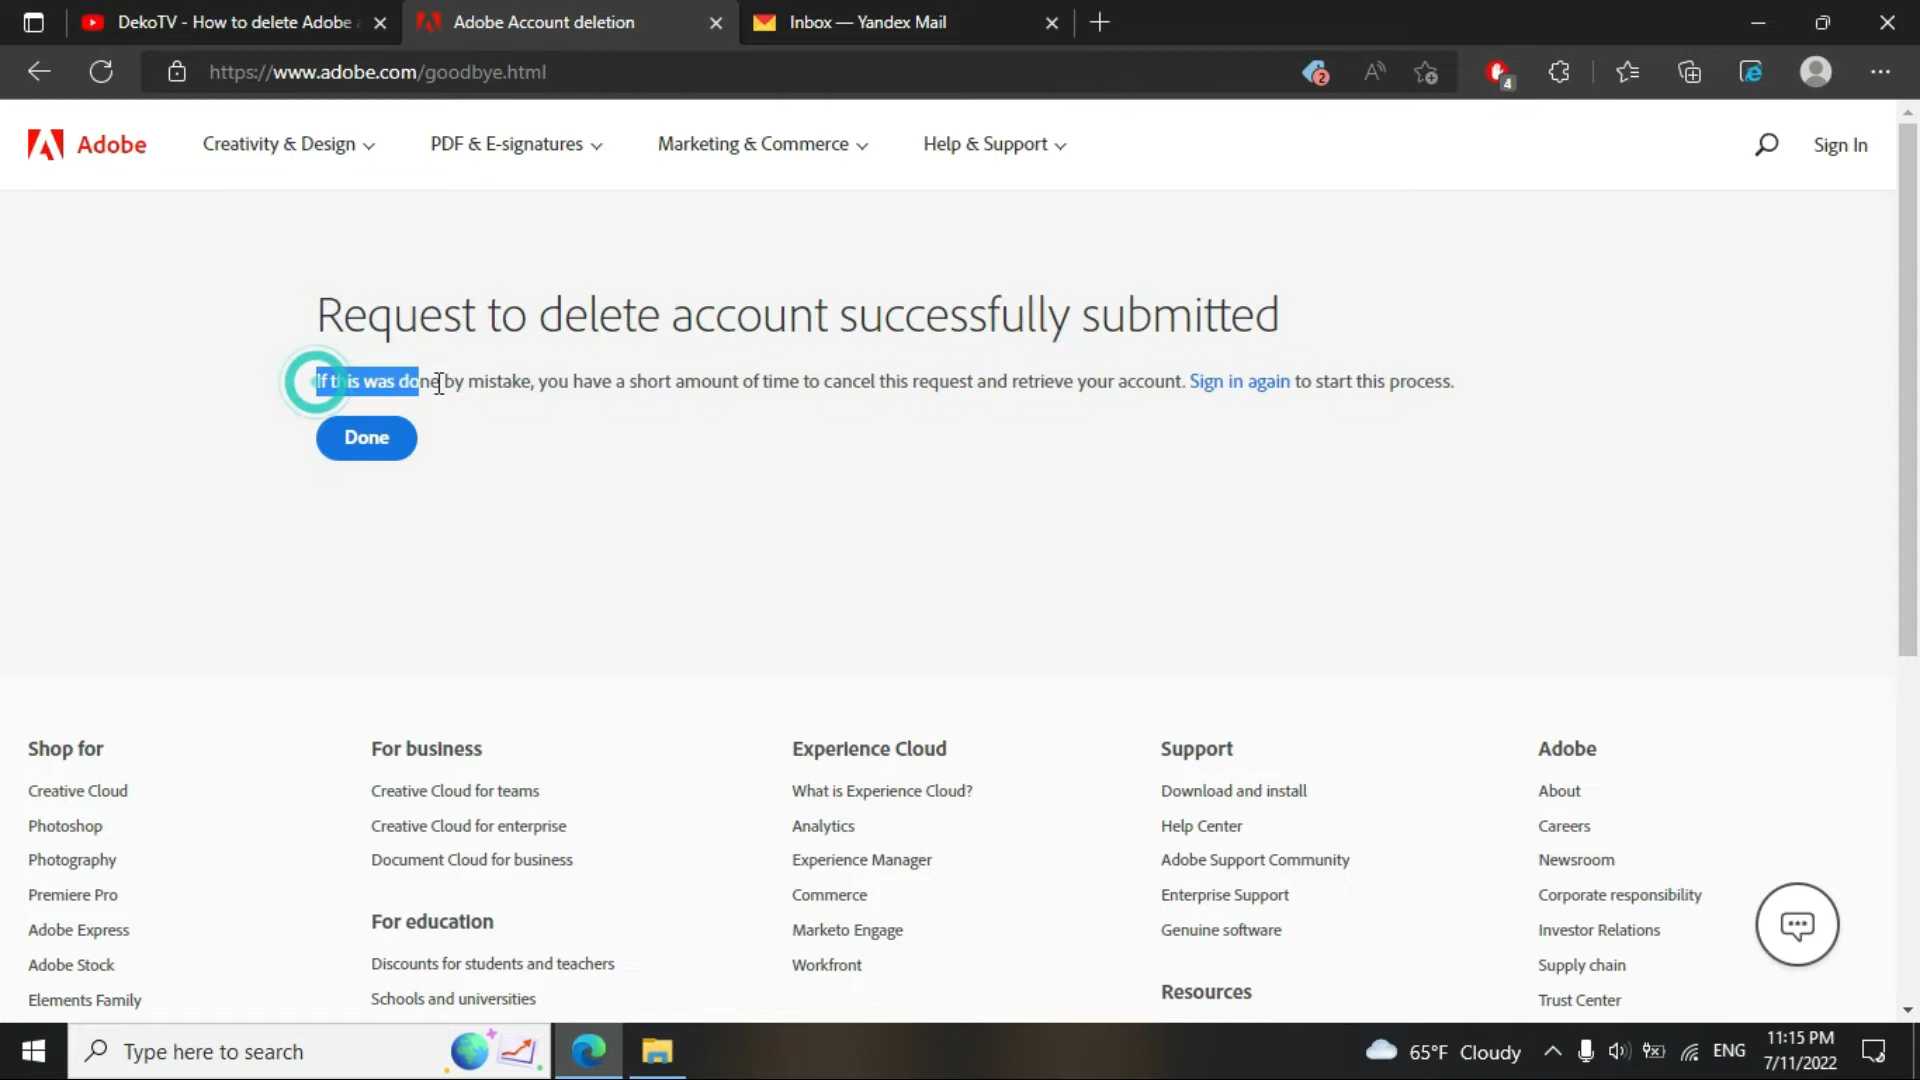 DekoTV - How to delete Adobe
Adobe Account deletion
Inbox — Yandex Mail
https://www.adobe.com/goodbye.html
2
4
Adobe
Creativity & Design
PDF & E-signatures
Marketing & Commerce
Help & Support
Sign In
Request to delete account successfully submitted
If this was done by mistake, you have a short amount of time to cancel this request and retrieve your account. Sign in again to start this process.
Done
Shop for
Creative Cloud
Photoshop
Photography
Premiere Pro
Adobe Express
Adobe Stock
Elements Family
For business
Creative Cloud for teams
Creative Cloud for enterprise
Document Cloud for business
For education
Discounts for students and teachers
Schools and universities
Experience Cloud
What is Experience Cloud?
Analytics
Experience Manager
Commerce
Marketo Engage
Workfront
Support
Download and install
Help Center
Adobe Support Community
Enterprise Support
Genuine software
Resources
Adobe
About
Careers
Newsroom
Corporate responsibility
Investor Relations
Supply chain
Trust Center
Type here to search
65°F Cloudy
ENG
11:15 PM
7/11/2022